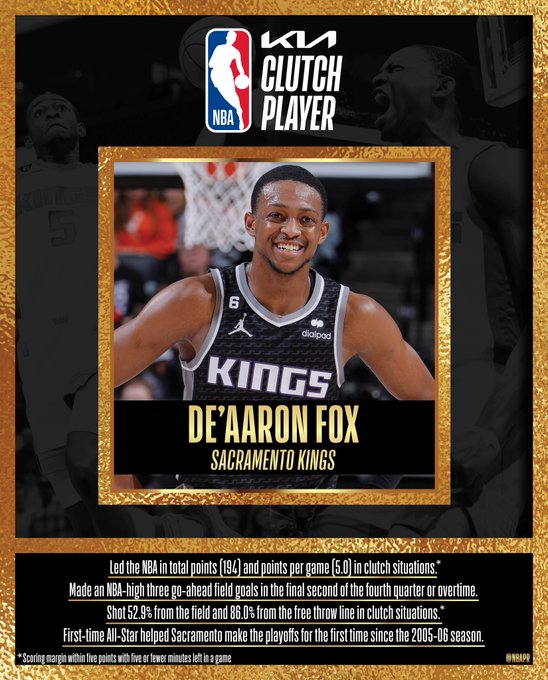 KIA
NBA
CLUTCH
PLAYER
KINGS
5
6
dialpad
KINGS
DE'AARON FOX
SACRAMENTO KINGS
Led the NBA in total points (194) and points per game (5.0) in clutch situations.*
Made an NBA-high three go-ahead field goals in the final second of the fourth quarter or overtime.
Shot 52.9% from the field and 86.0% from the free throw line in clutch situations.*
First-time All-Star helped Sacramento make the playoffs for the first time since the 2005-06 season.
*Scoring margin within five points with five or fewer minutes left in a game
@NBAPR